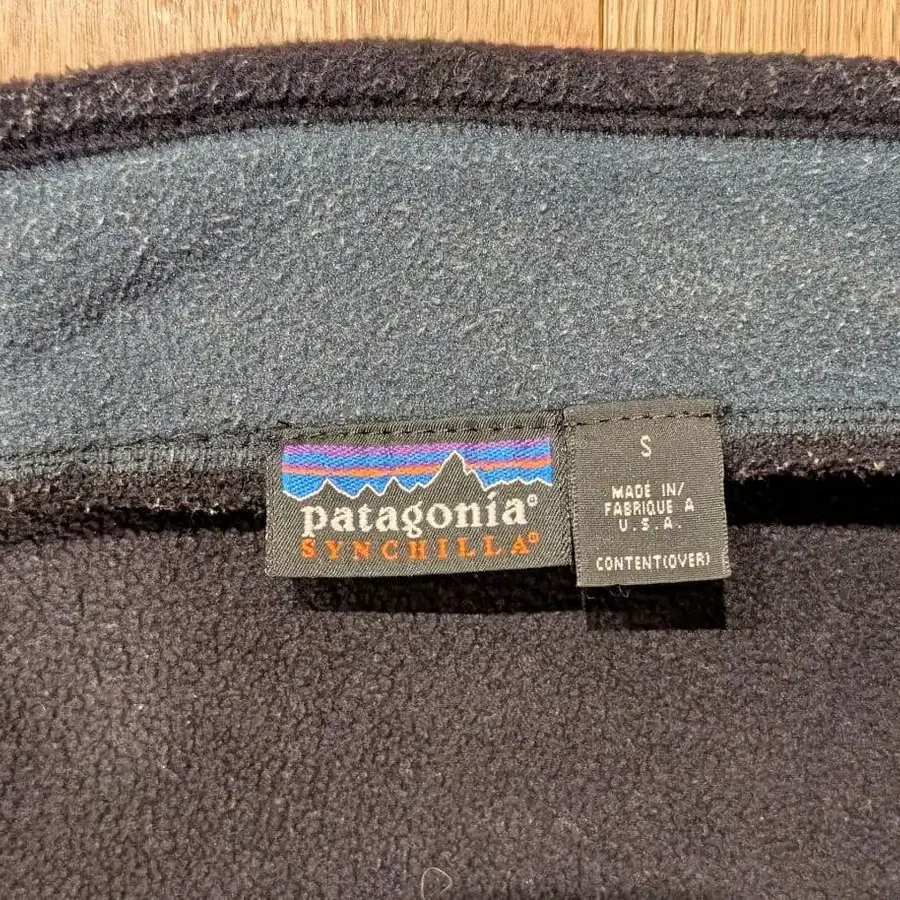 patagonia®
SYNCHILLA®
S
MADE IN/
FABRIQUE A
U.S.A.
CONTENT(OVER)